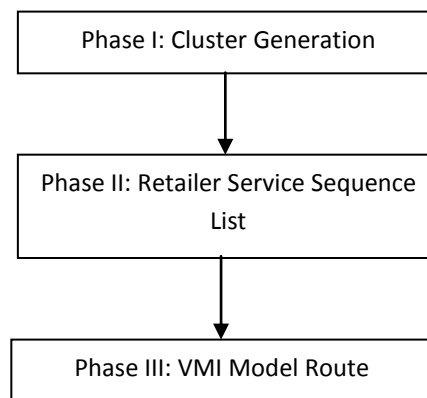 Phase I: Cluster Generation
Phase II: Retailer Service Sequence
List
Phase III: VMI Model Route